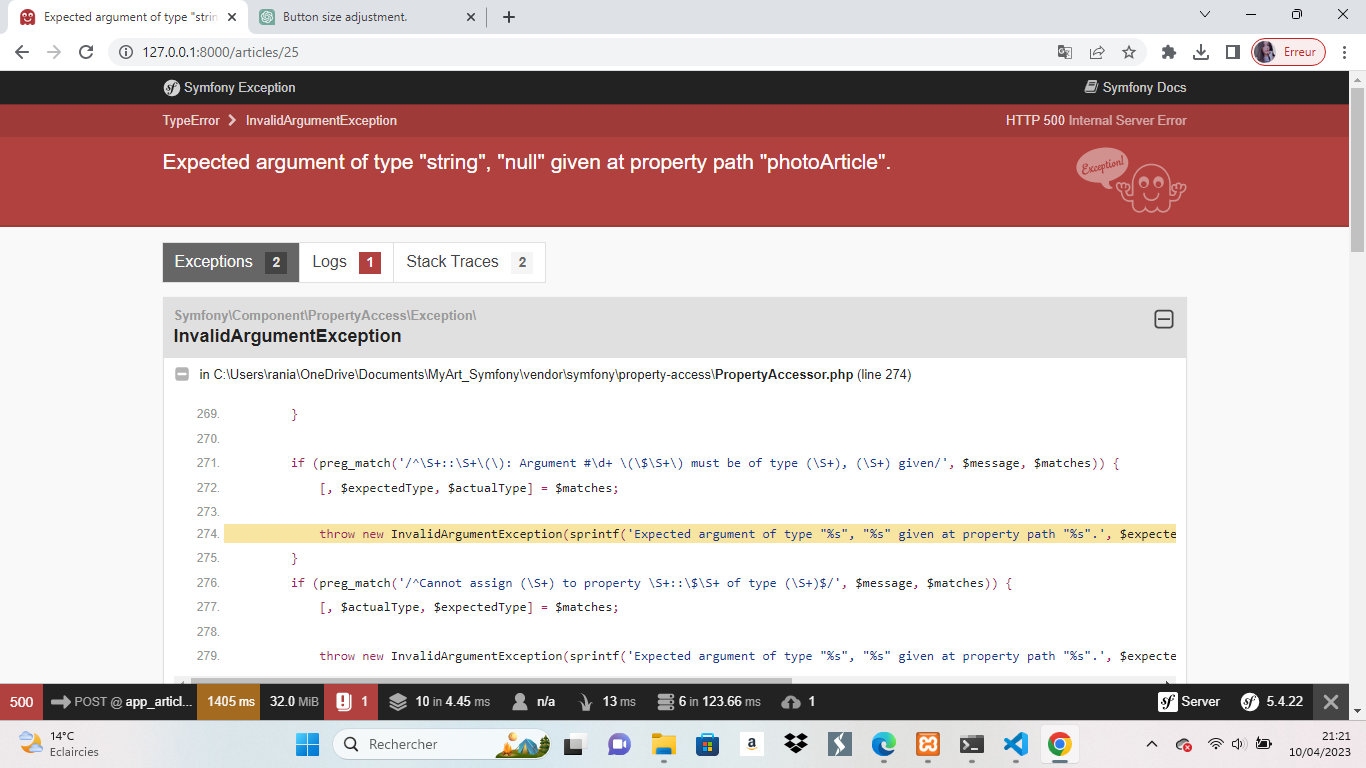 Expected argument of type "strin
Button size adjustment.
127.0.0.1:8000/articles/25
Erreur
Symfony Exception
Symfony Docs
TypeError
InvalidArgumentException
HTTP 500 Internal Server Error
Expected argument of type "string", "null" given at property path "photoArticle".
Exception!
Exceptions 2
Logs 1
Stack Traces 2
Symfony\Component\PropertyAccess\Exception\
InvalidArgumentException
in C:\Users\rania\OneDrive\Documents\MyArt_Symfony\vendor\symfony\property-access\PropertyAccessor.php (line 274)
269. }
270.
271. if (preg_match('/^\S+::\S+\(\): Argument #\d+ \(\$\S+\) must be of type (\S+), (\S+) given/', $message, $matches)) {
272. [, $expectedType, $actualType] = $matches;
273.
274. throw new InvalidArgumentException(sprintf('Expected argument of type "%s", "%s" given at property path "%s".', $expecte
275. }
276. if (preg_match('/^Cannot assign (\S+) to property \S+::\$\S+ of type (\S+)$/', $message, $matches)) {
277. [, $actualType, $expectedType] = $matches;
278.
279. throw new InvalidArgumentException(sprintf('Expected argument of type "%s", "%s" given at property path "%s".', $expecte
500
POST @ app_articl...
1405 ms
32.0 MiB
1
10 in 4.45 ms
n/a
13 ms
6 in 123.66 ms
1
sf Server
sf 5.4.22
14°C
Eclaircies
Rechercher
a
21:21
10/04/2023